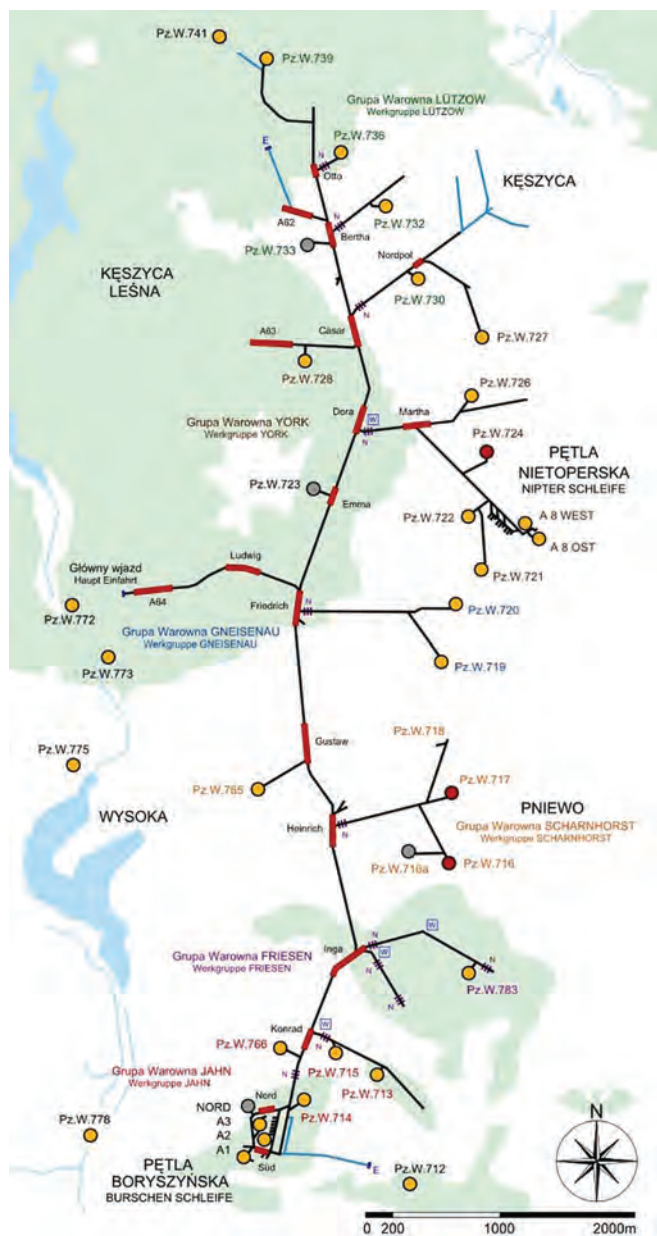 Pz.W.741
Pz.W.739
Grupa Warowna LÜTZOW
Werkgruppe LÜTZOW
Pz.W.736
E
N
Otto
KĘSZYCA
A62
N
Pz.W.732
Bertha
Pz.W.733
Nordpol
KĘSZYCA
LEŚNA
Pz.W.730
N
A63
Cäsar
Pz.W.727
Pz.W.728
Pz.W.726
Dora
W
Martha
Grupa Warowna YORK
Werkgruppe YORK
N
Pz.W.724
PĘTLA
NIETOPERSKA
NIPTER SCHLEIFE
Pz.W.723
Emma
Pz.W.722
A 8 WEST
A 8 OST
Ludwig
Pz.W.721
Główny wjazd
Haupt Einfahrt
A64
Friedrich
N
Pz.W.720
Pz.W.772
Grupa Warowna GNEISENAU
Werkgruppe GNEISENAU
Pz.W.719
Pz.W.773
Pz.W.718
Gustaw
Pz.W.775
Pz.W.717
Pz.W.765
PNIEWO
WYSOKA
Heinrich
N
Grupa Warowna SCHARNHORST
Werkgruppe SCHARNHORST
Pz.W.716a
Pz.W.716
W
N
Inga
W
Grupa Warowna FRIESEN
Werkgruppe FRIESEN
N
N
Pz.W.783
N
Konrad
W
Pz.W.766
N
Pz.W.715
Grupa Warowna JAHN
Werkgruppe JAHN
N
Pz.W.713
Nord
NORD
Pz.W.714
A3
A2
Pz.W.778
A1
Süd
N
PĘTLA
BORYSZYŃSKA
BURSCHEN SCHLEIFE
E
Pz.W.712
0 200 1000 2000m